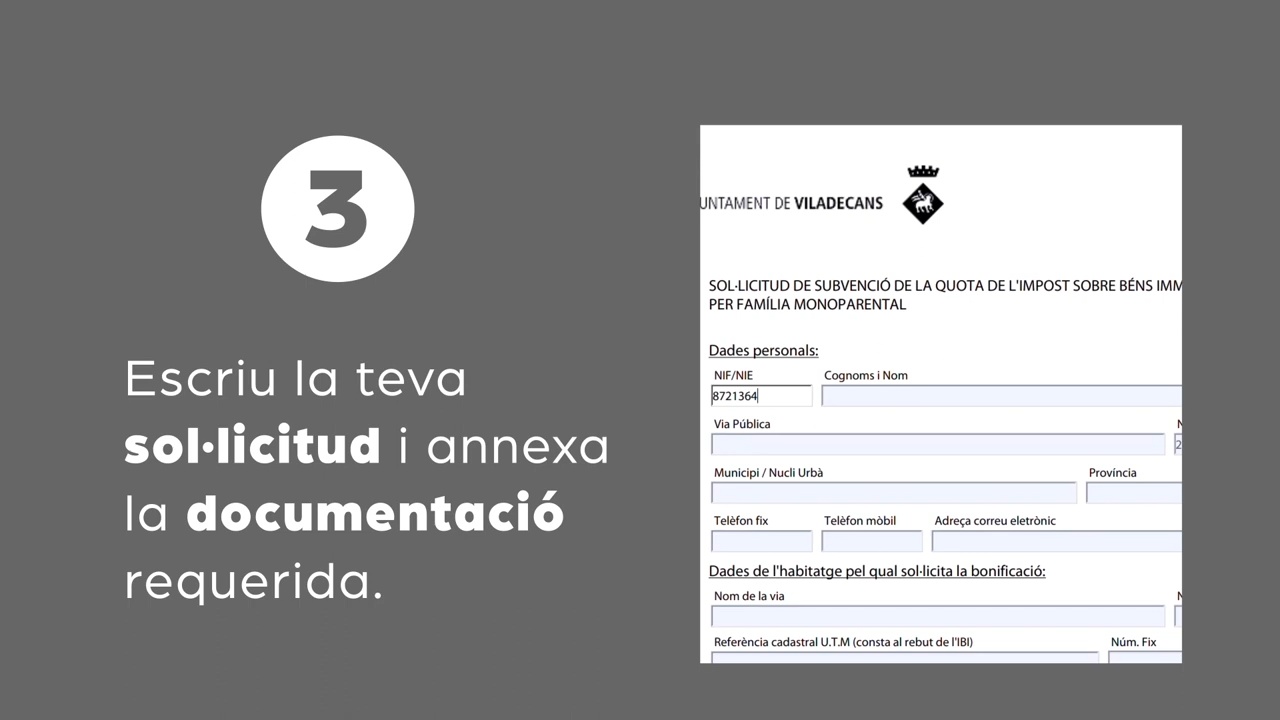 3
Escriu la teva
sol·licitud i annexa
la documentació
requerida.
UNTAMENT DE VILADECANS
SOL·LICITUD DE SUBVENCIÓ DE LA QUOTA DE L'IMPOST SOBRE BÉNS IMM
PER FAMÍLIA MONOPARENTAL
Dades personals:
NIF/NIE Cognoms i Nom
8721364
Via Pública N
2
Municipi / Nucli Urbà Província
Telèfon fix Telèfon mòbil Adreça correu eletrònic
Dades de l'habitatge pel qual sol·licita la bonificació:
Nom de la via N
Referència cadastral U.T.M (consta al rebut de l'IBI) Núm. Fix